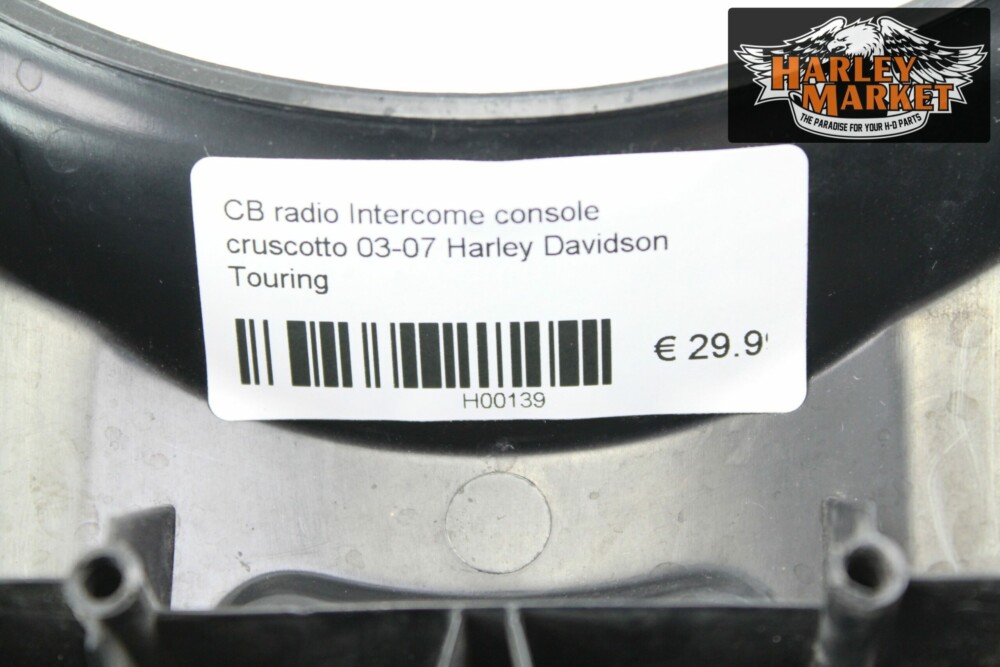 HARLEY
MARKET
THE PARADISE FOR YOUR H-D PARTS
CB radio Intercome console
cruscotto 03-07 Harley Davidson
Touring
€ 29.9
H00139